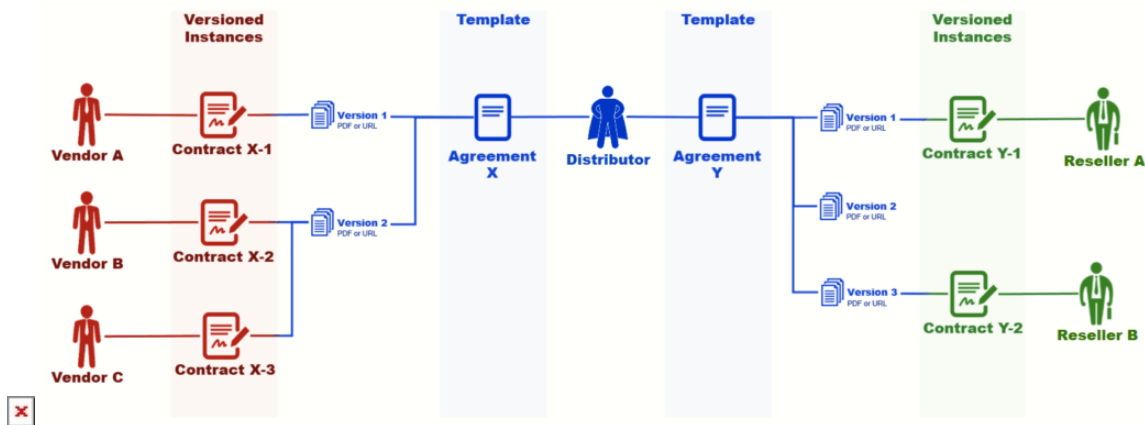 Versioned
Instances
Template
Template
Versioned
Instances
Vendor A
Contract X-1
Version 1
PDF or URL
Agreement
X
Distributor
Agreement
Y
Version 1
PDF or URL
Contract Y-1
Reseller A
Vendor B
Contract X-2
Version 2
PDF or URL
Version 2
PDF or URL
Vendor C
Contract X-3
Version 3
PDF or URL
Contract Y-2
Reseller B